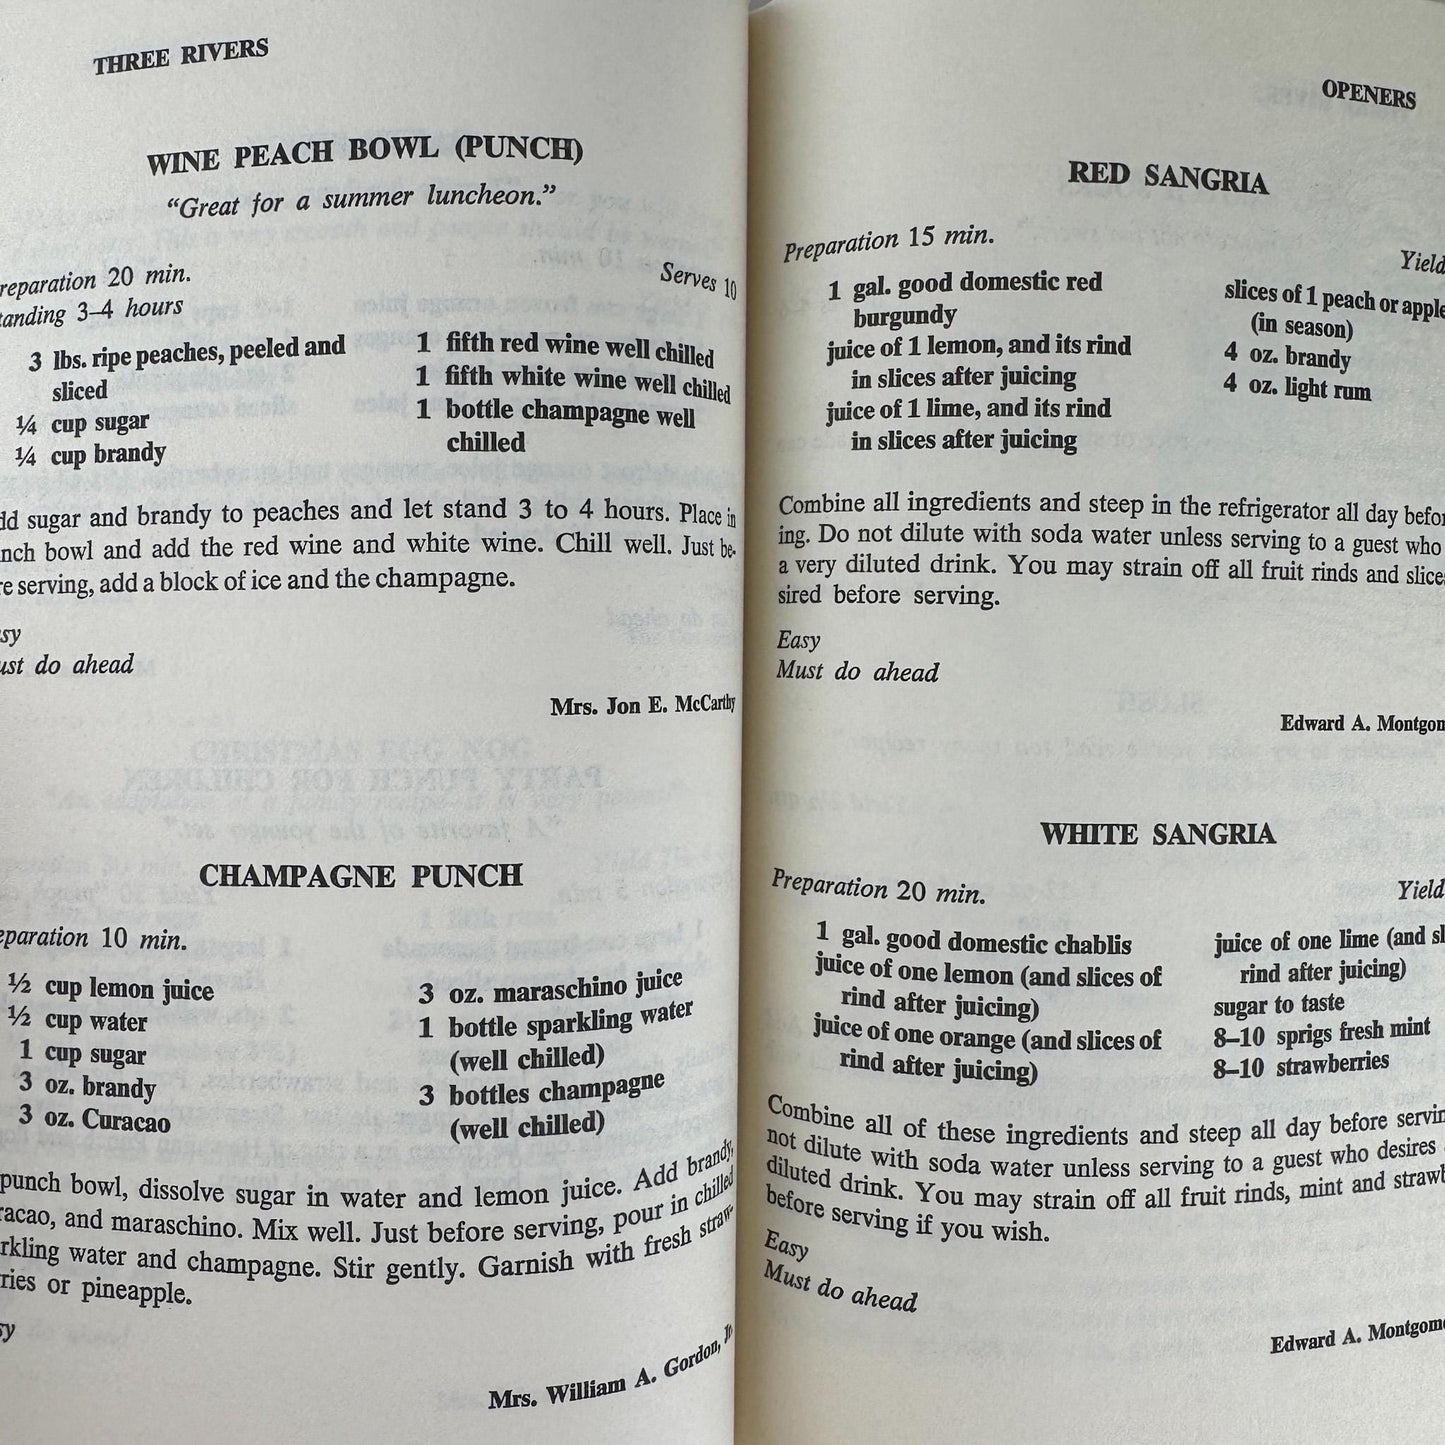 THREE RIVERS
WINE PEACH BOWL (PUNCH)
“Great for a summer luncheon.”
reparation 20 min.
Serves 10
tanding 3–4 hours
3 lbs. ripe peaches, peeled and
sliced
¼ cup sugar
¼ cup brandy
1 fifth red wine well chilled
1 fifth white wine well chilled
1 bottle champagne well
chilled
dd sugar and brandy to peaches and let stand 3 to 4 hours. Place in
nch bowl and add the red wine and white wine. Chill well. Just be-
re serving, add a block of ice and the champagne.
sy
ust do ahead
Mrs. Jon E. McCarthy
CHAMPAGNE PUNCH
eparation 10 min.
½ cup lemon juice
½ cup water
1 cup sugar
3 oz. brandy
3 oz. Curacao
3 oz. maraschino juice
1 bottle sparkling water
(well chilled)
3 bottles champagne
(well chilled)
punch bowl, dissolve sugar in water and lemon juice. Add brandy,
racao, and maraschino. Mix well. Just before serving, pour in chilled
rkling water and champagne. Stir gently. Garnish with fresh straw-
ries or pineapple.
sy
Mrs. William A. Gordon, Jr.
OPENERS
RED SANGRIA
Preparation 15 min.
Yield
1 gal. good domestic red
burgundy
juice of 1 lemon, and its rind
in slices after juicing
juice of 1 lime, and its rind
in slices after juicing
slices of 1 peach or apple
(in season)
4 oz. brandy
4 oz. light rum
Combine all ingredients and steep in the refrigerator all day befor
ing. Do not dilute with soda water unless serving to a guest who
a very diluted drink. You may strain off all fruit rinds and slices
sired before serving.
Easy
Must do ahead
Edward A. Montgom
WHITE SANGRIA
Preparation 20 min.
Yield
1 gal. good domestic chablis
juice of one lemon (and slices of
rind after juicing)
juice of one orange (and slices of
rind after juicing)
juice of one lime (and sl
rind after juicing)
sugar to taste
8–10 sprigs fresh mint
8–10 strawberries
Combine all of these ingredients and steep all day before servin
not dilute with soda water unless serving to a guest who desires
diluted drink. You may strain off all fruit rinds, mint and strawb
before serving if you wish.
Easy
Must do ahead
Edward A. Montgom